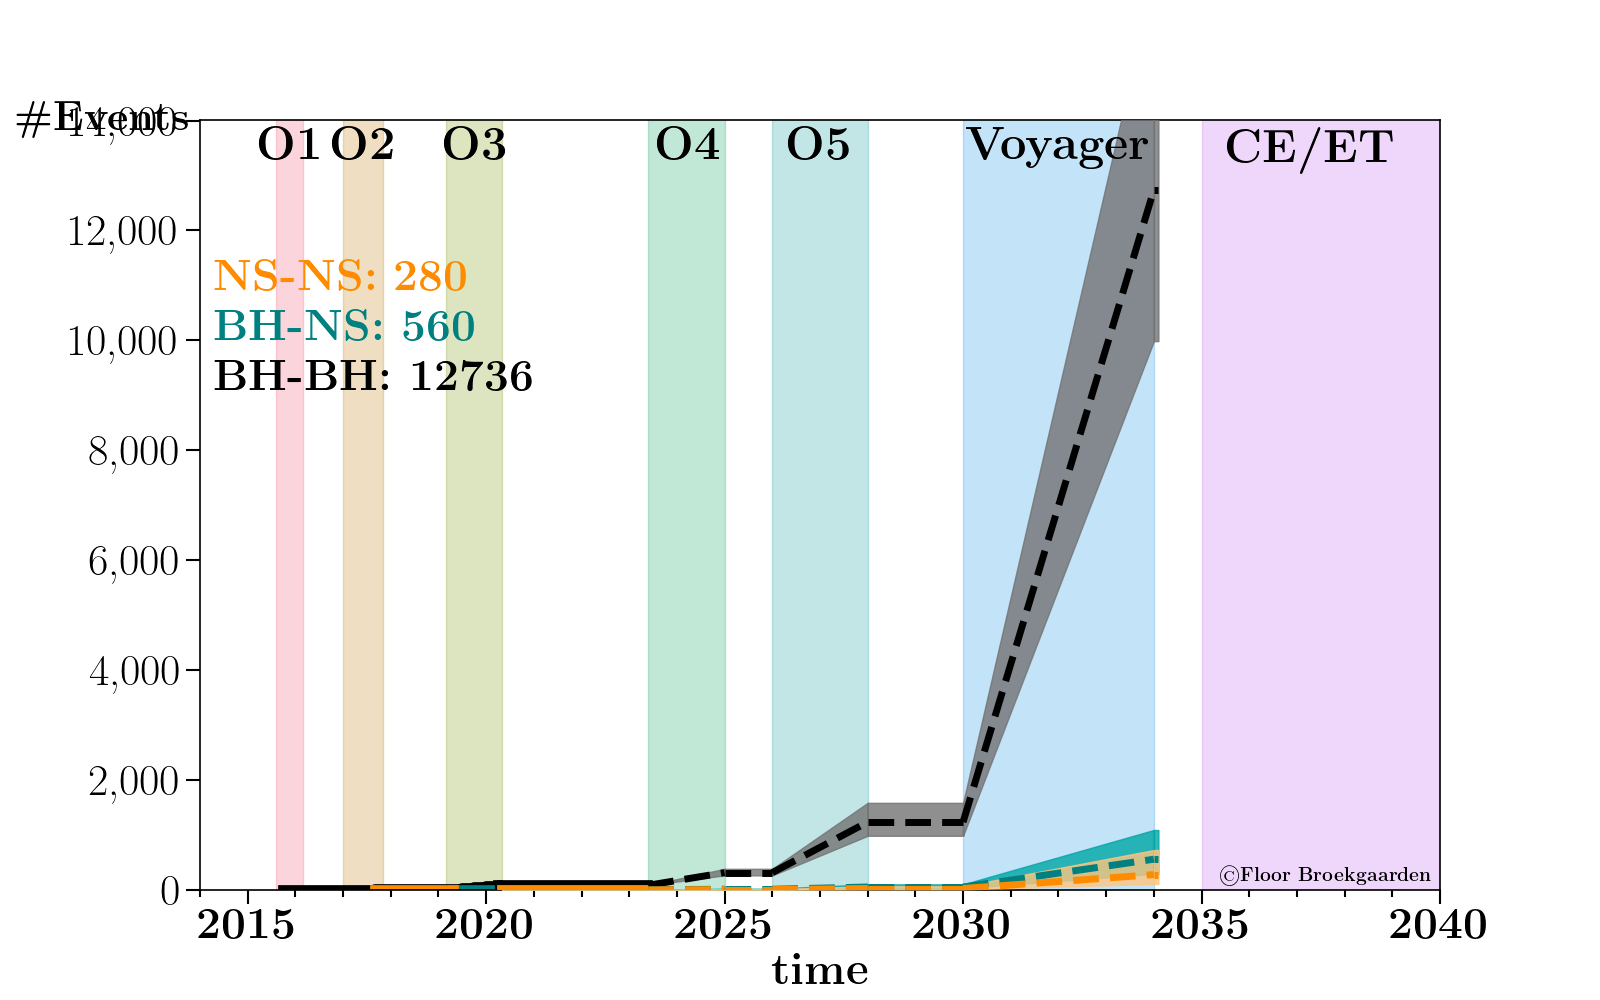 #Events
14,000
O1 O2 O3 O4 O5 Voyager CE/ET
12,000
NS-NS: 280
BH-NS: 560
10,000
BH-BH: 12736
8,000
6,000
4,000
2,000
©Floor Broekgaarden
0
2015 2020 2025 2030 2035 2040
time